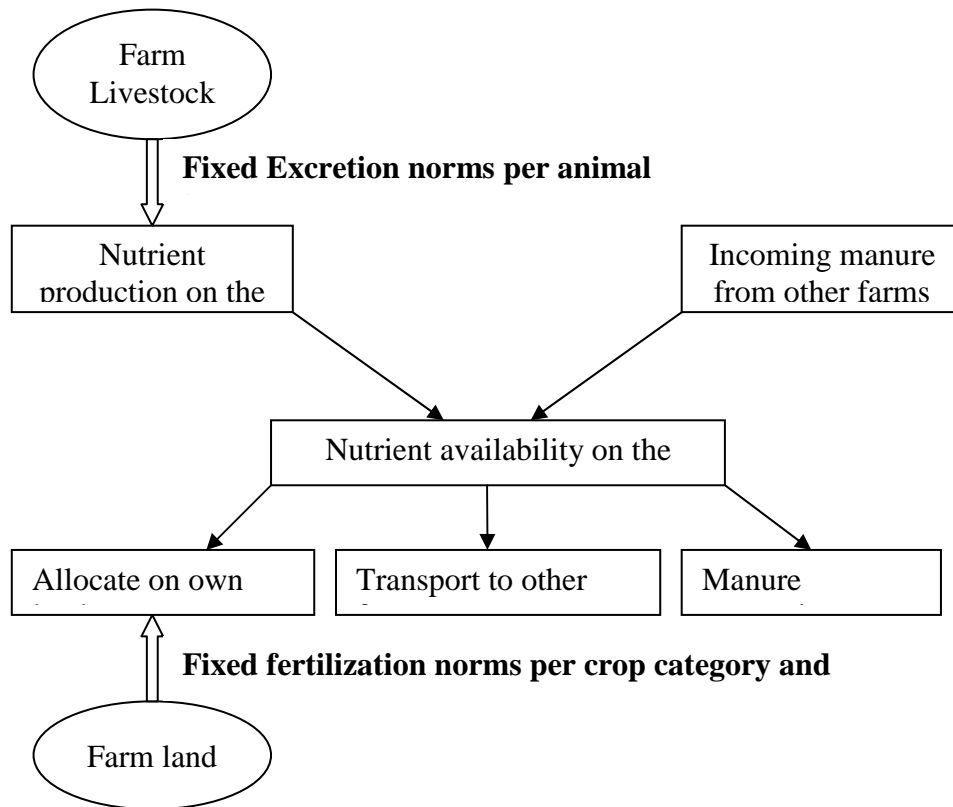 Farm
Livestock
Fixed Excretion norms per animal
Nutrient
production on the
Incoming manure
from other farms
Nutrient availability on the
Allocate on own
Transport to other
Manure
Fixed fertilization norms per crop category and
Farm land